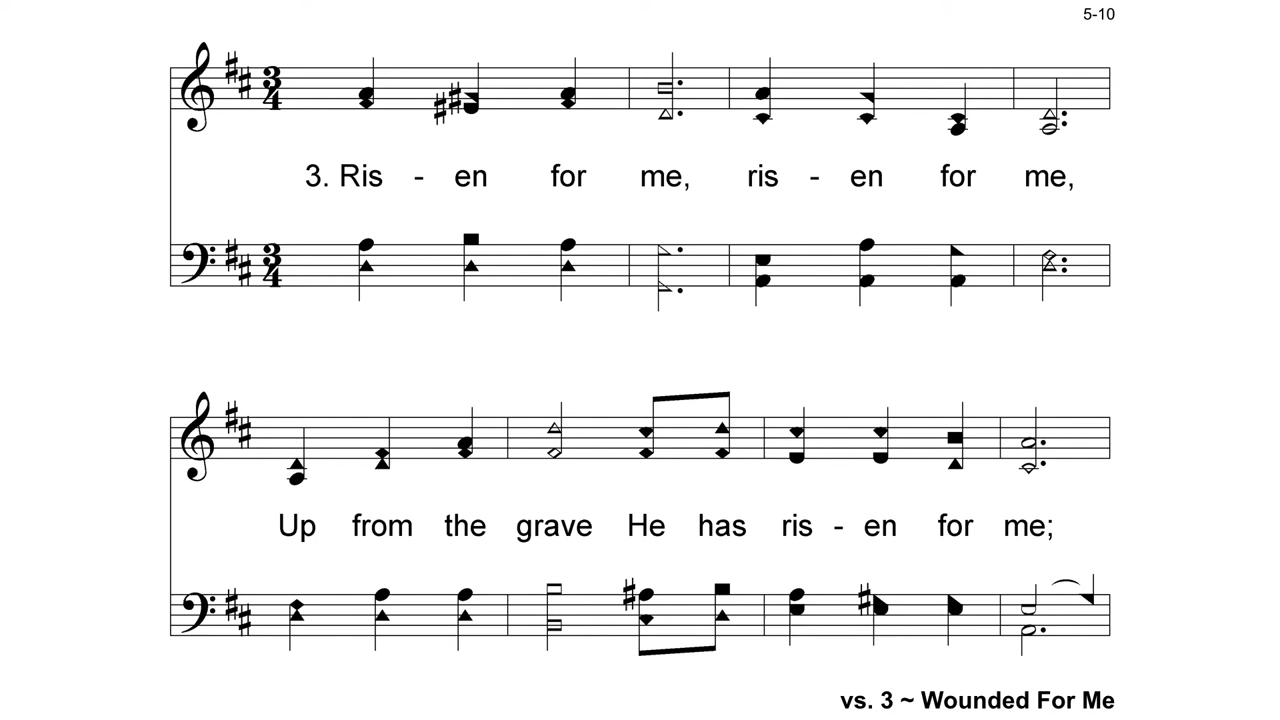 5-10
3. Ris - en for me, ris - en for me,
Up from the grave He has ris - en for me;
vs. 3 ~ Wounded For Me